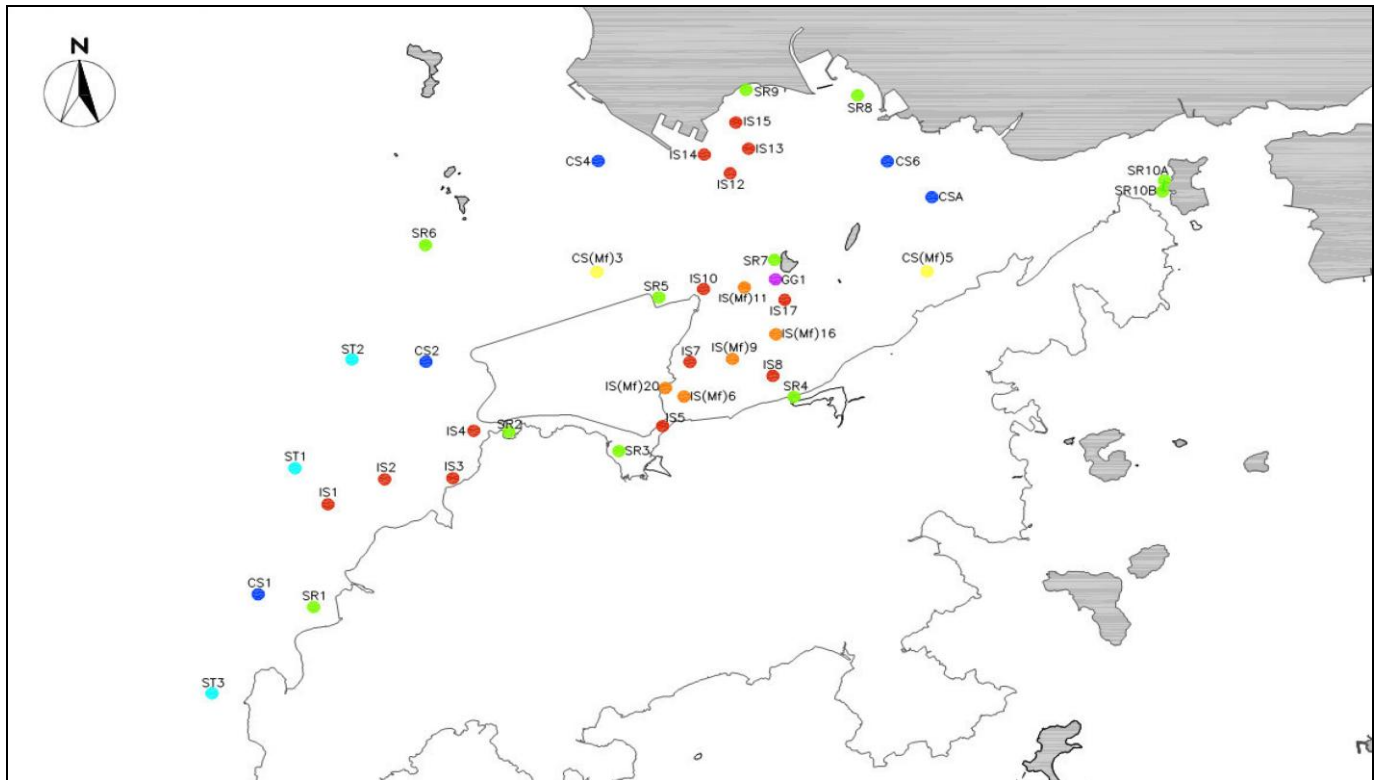 N
SR9
SR8
IS15
IS13
IS14
CS4
CS6
IS12
SR10A
SR10B
CSA
SR6
SR7
CS(Mf)3
CS(Mf)5
GG1
IS10
SR5
IS(Mf)11
IS17
IS(Mf)16
ST2
CS2
IS7
IS(Mf)9
IS8
IS(Mf)20
SR4
IS(Mf)6
IS5
SR2
IS4
SR3
ST1
IS2
IS3
IS1
CS1
SR1
ST3